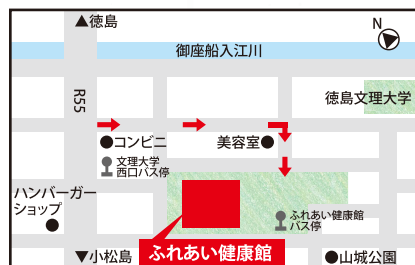 ▲徳島
N
御座船入江川
R55
徳島文理大学
●コンビニ
美容室●
文理大学
西口バス停
ハンバーガー
ショップ
●
ふれあい健康館
バス停
▼小松島
ふれあい健康館
●山城公園